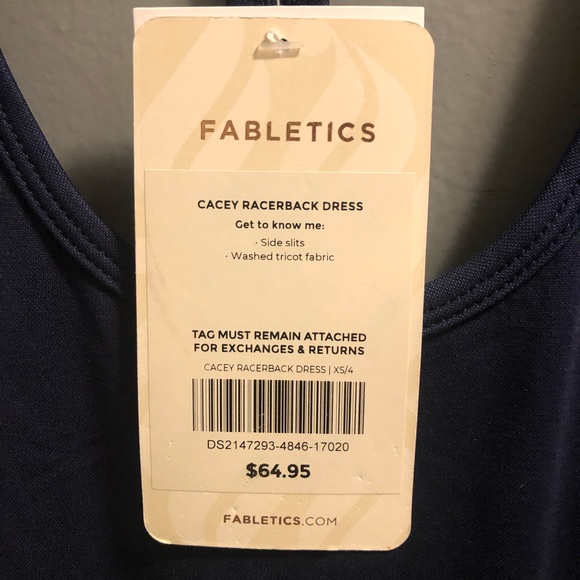 FABLETICS
CACEY RACERBACK DRESS
Get to know me:
· Side slits
· Washed tricot fabric
TAG MUST REMAIN ATTACHED
FOR EXCHANGES & RETURNS
CACEY RACERBACK DRESS | XS/4
DS2147293-4846-17020
$64.95
FABLETICS.COM